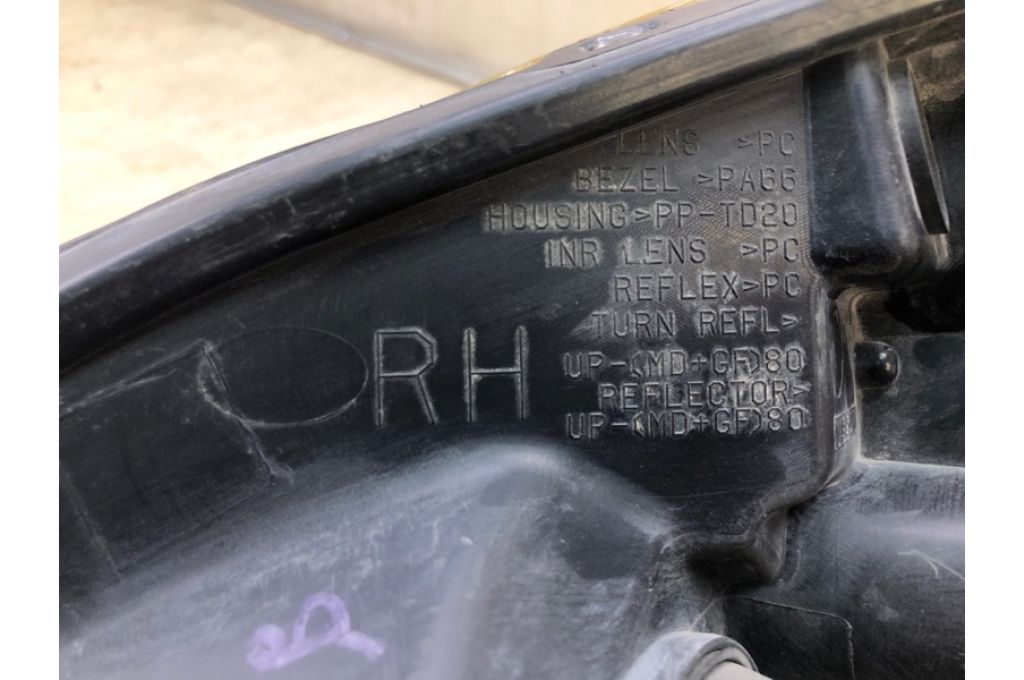 LENS >PC
BEZEL >PA66
HOUSING>PP-TD20
INR LENS >PC
REFLEX>PC
TURN REFL>
UP-(MD+GF)80
REFLECTOR>
UP-(MD+GF)80
RH